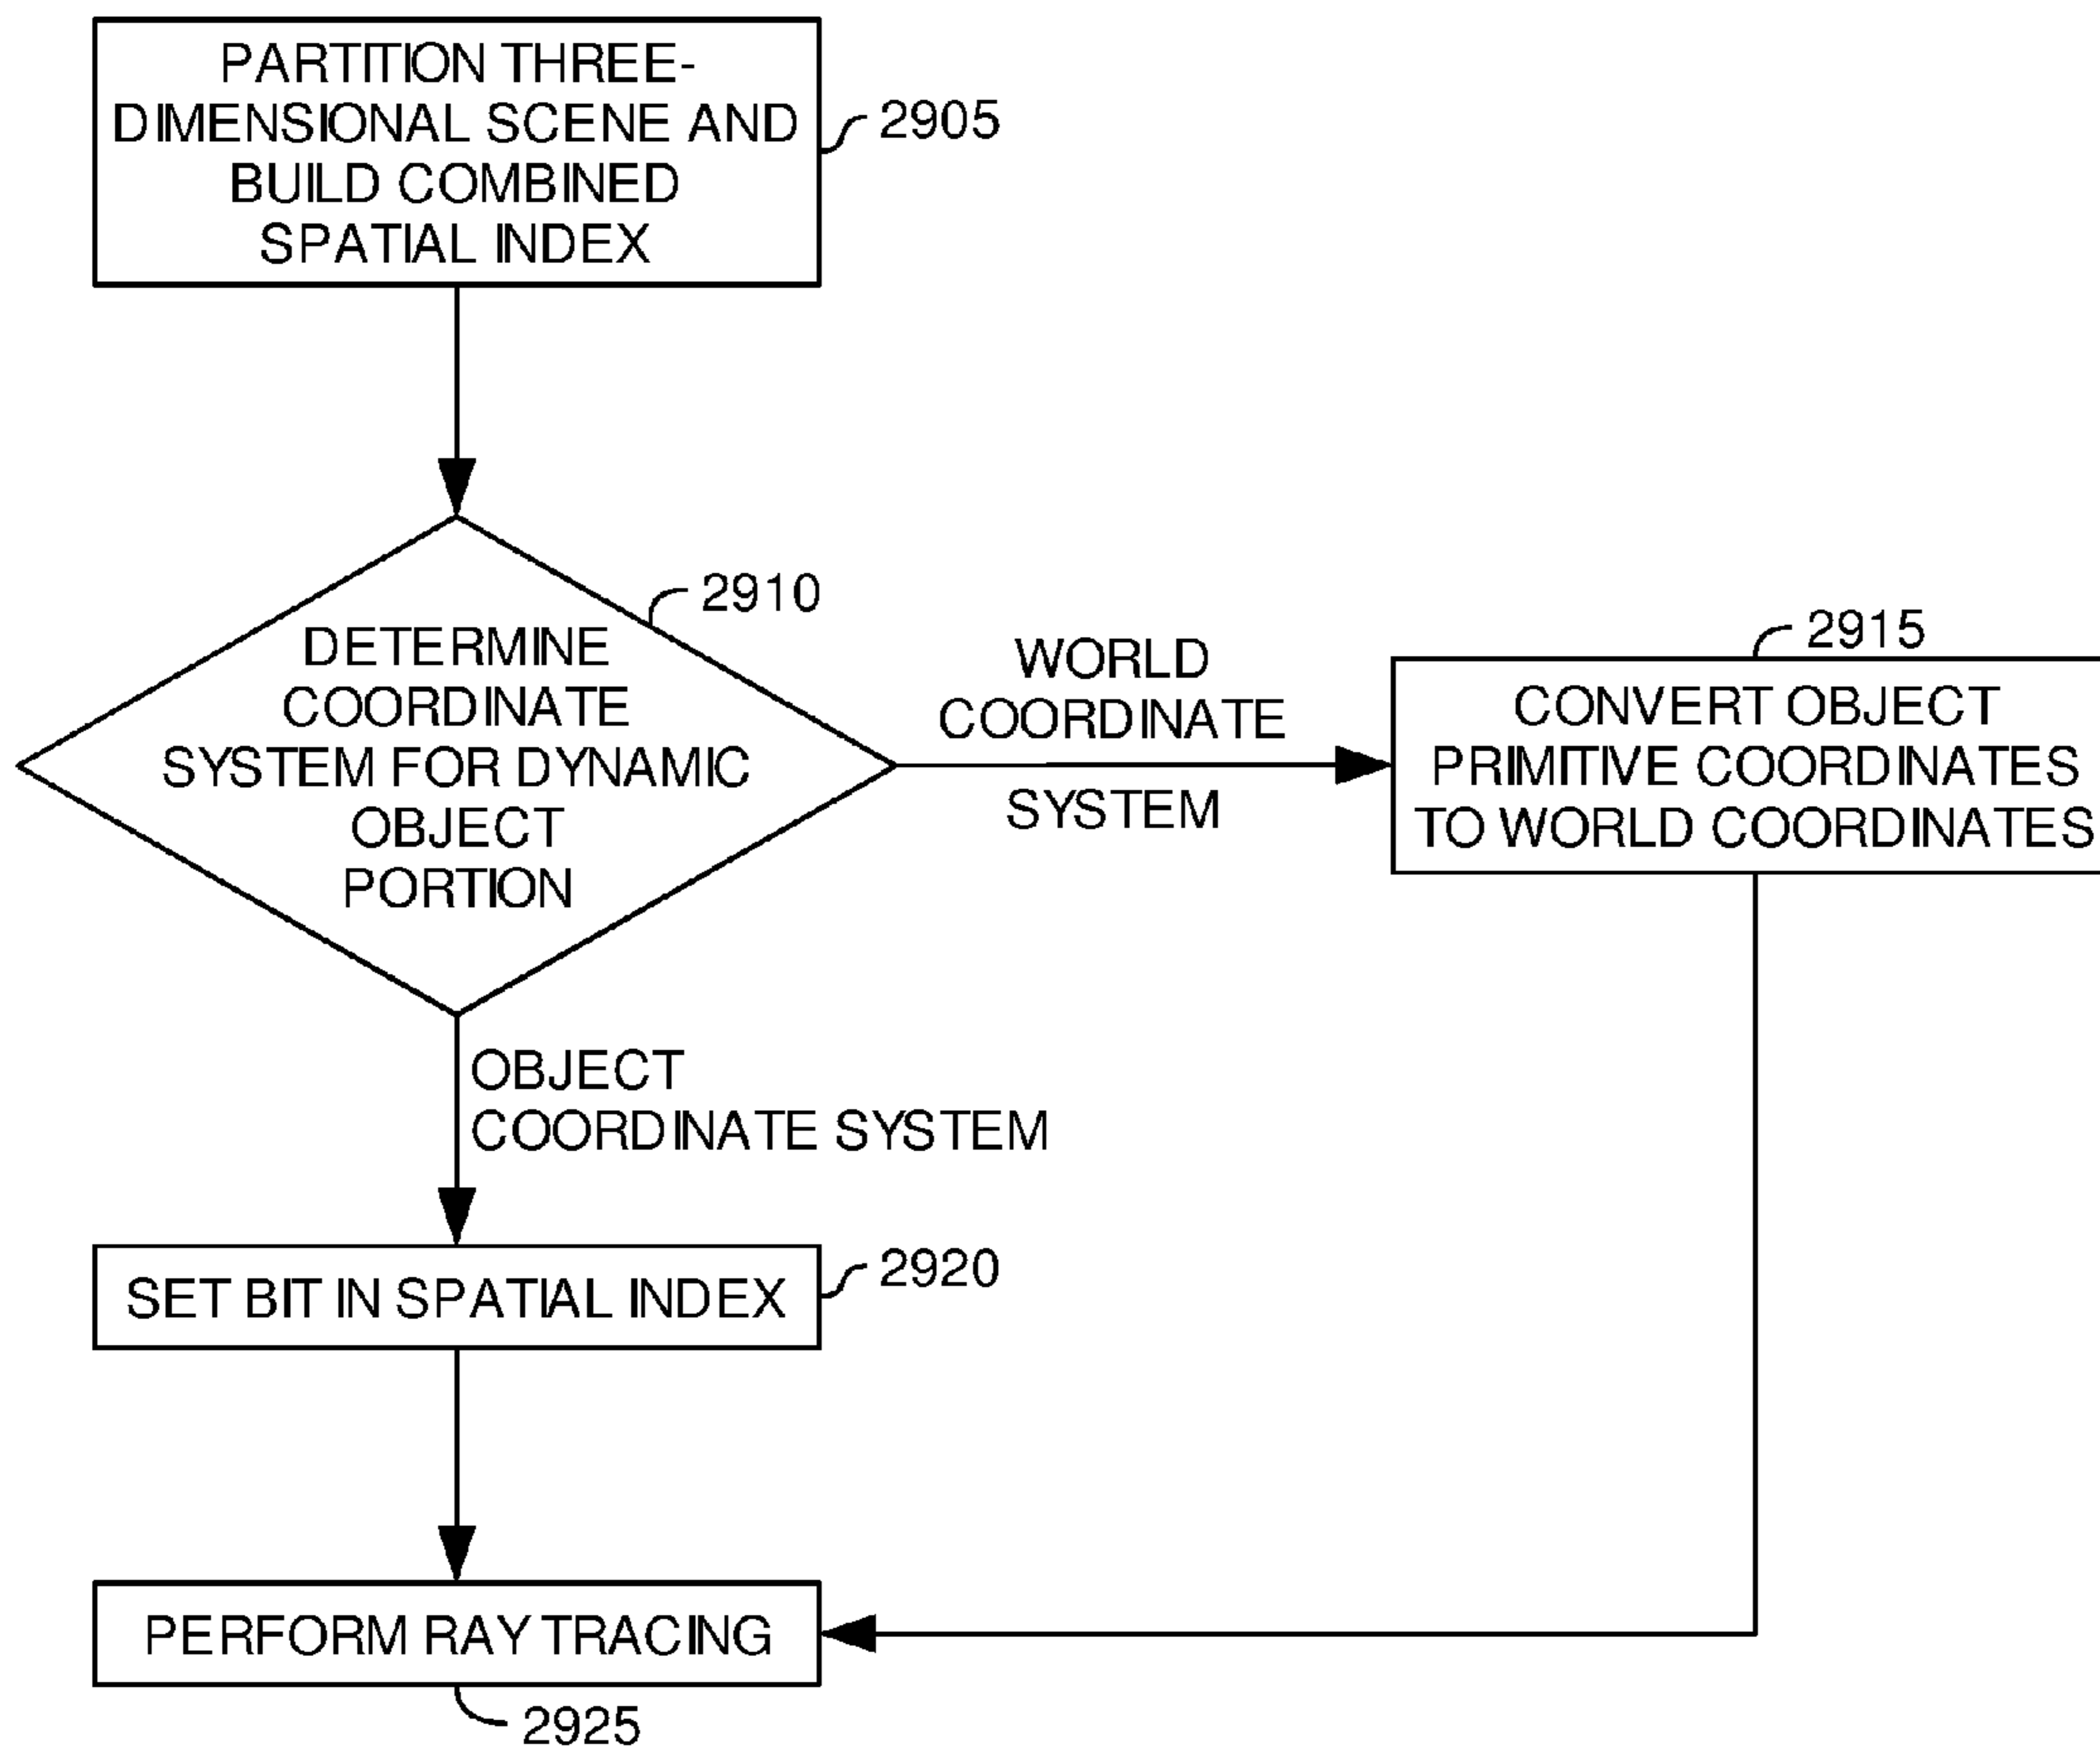 PARTITION THREE-
DIMENSIONAL SCENE AND
BUILD COMBINED
SPATIAL INDEX
2905
2910
DETERMINE
COORDINATE
SYSTEM FOR DYNAMIC
OBJECT
PORTION
WORLD
COORDINATE
SYSTEM
2915
CONVERT OBJECT
PRIMITIVE COORDINATES
TO WORLD COORDINATES
OBJECT
COORDINATE SYSTEM
SET BIT IN SPATIAL INDEX
2920
PERFORM RAY TRACING
2925